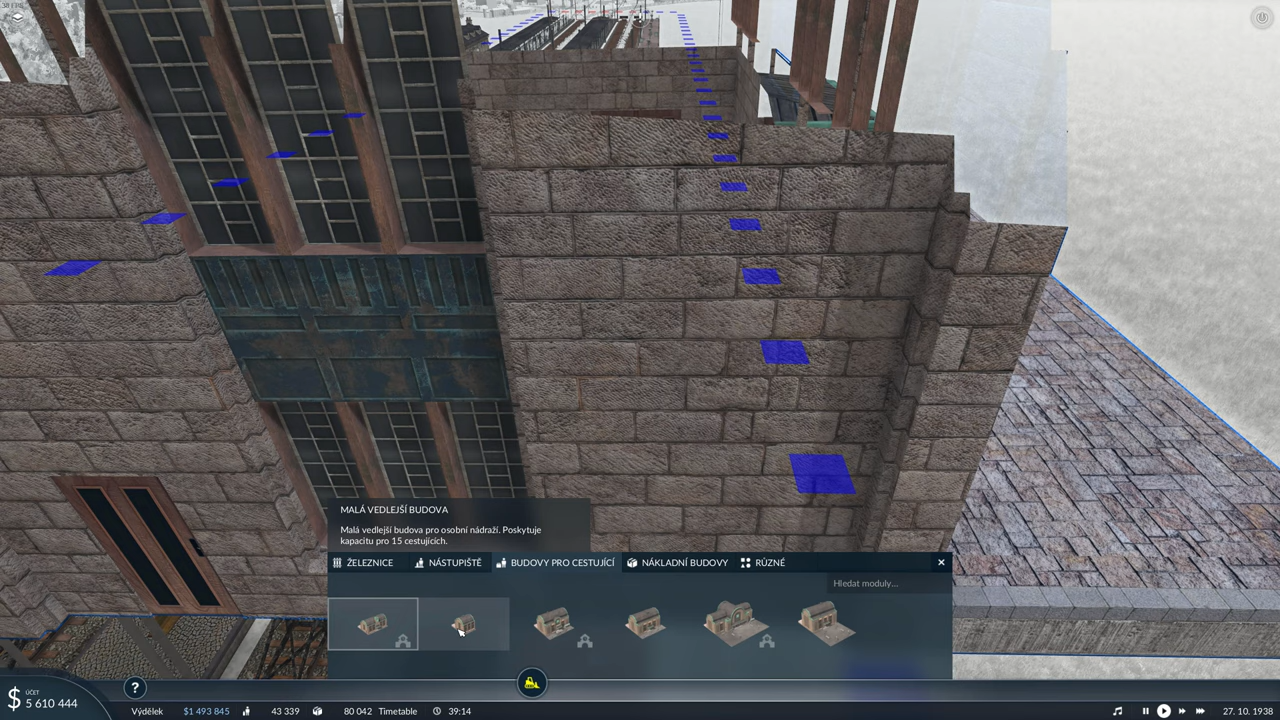 38 FPS
MALÁ VEDLEJŠÍ BUDOVA
Malá vedlejší budova pro osobní nádraží. Poskytuje
kapacitu pro 15 cestujících.
ŽELEZNICE NÁSTUPIŠTĚ BUDOVY PRO CESTUJÍCÍ NÁKLADNÍ BUDOVY RŮZNÉ
Hledat moduly...
ÚČET
$ 5 610 444
?
Výdělek $1 493 845 43 339 80 042 Timetable 39:14 27. 10. 1938